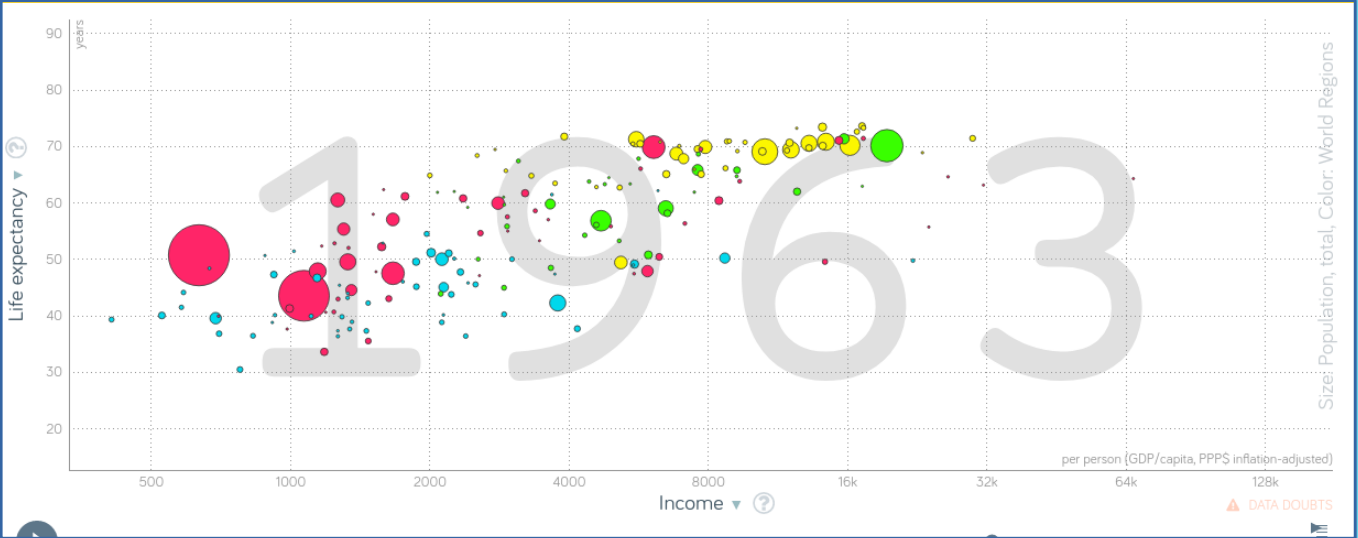 90
years
80
70
60
50
40
30
20
Life expectancy ▼ ?
1963
Size: Population, total, Color: World Regions
per person (GDP/capita, PPP$ inflation-adjusted)
500 1000 2000 4000 8000 16k 32k 64k 128k
Income ▼ ?
DATA DOUBTS